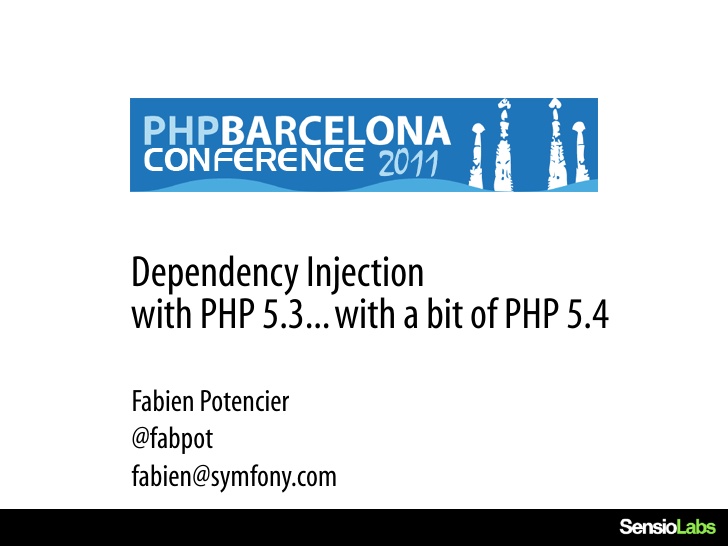 PHPBARCELONA
CONFERENCE 2011
Dependency Injection
with PHP 5.3... with a bit of PHP 5.4
Fabien Potencier
@fabpot
fabien@symfony.com
SensioLabs